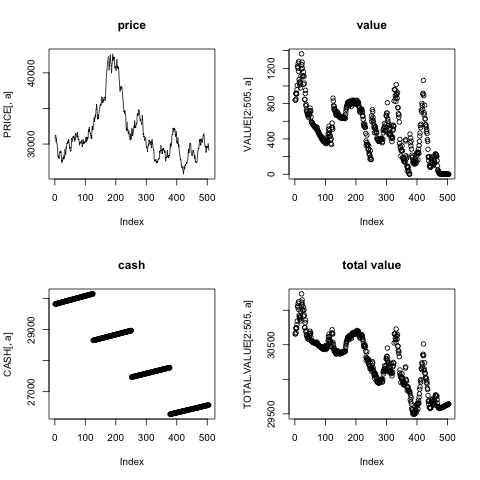 price
PRICE[, a]
30000
40000
0 100 200 300 400 500
Index
value
VALUE[2:505, a]
0
400
800
1200
0 100 200 300 400 500
Index
cash
CASH[, a]
27000
29000
0 100 200 300 400 500
Index
total value
TOTAL.VALUE[2:505, a]
29500
30500
0 100 200 300 400 500
Index